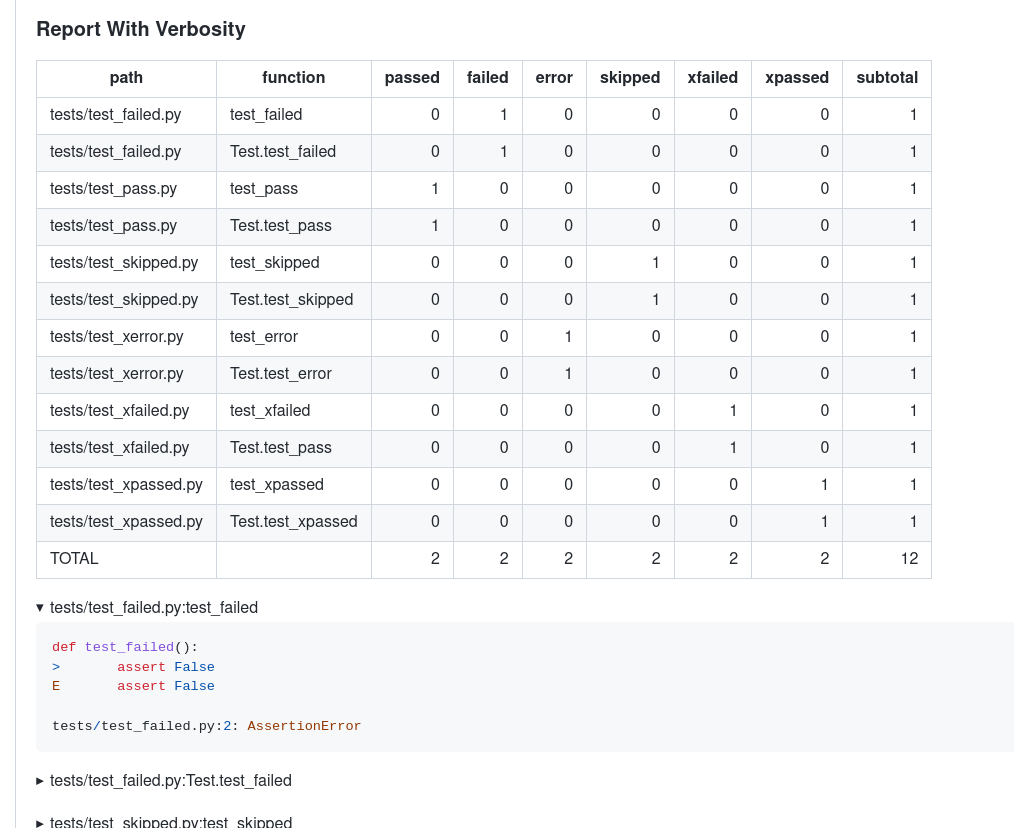 Report With Verbosity
path function passed failed error skipped xfailed xpassed subtotal
tests/test_failed.py test_failed 0 1 0 0 0 0 1
tests/test_failed.py Test.test_failed 0 1 0 0 0 0 1
tests/test_pass.py test_pass 1 0 0 0 0 0 1
tests/test_pass.py Test.test_pass 1 0 0 0 0 0 1
tests/test_skipped.py test_skipped 0 0 0 1 0 0 1
tests/test_skipped.py Test.test_skipped 0 0 0 1 0 0 1
tests/test_xerror.py test_error 0 0 1 0 0 0 1
tests/test_xerror.py Test.test_error 0 0 1 0 0 0 1
tests/test_xfailed.py test_xfailed 0 0 0 0 1 0 1
tests/test_xfailed.py Test.test_pass 0 0 0 0 1 0 1
tests/test_xpassed.py test_xpassed 0 0 0 0 0 1 1
tests/test_xpassed.py Test.test_xpassed 0 0 0 0 0 1 1
TOTAL 2 2 2 2 2 2 12
▾ tests/test_failed.py:test_failed
def test_failed():
>       assert False
E       assert False
tests/test_failed.py:2: AssertionError
▸ tests/test_failed.py:Test.test_failed
▸ tests/test_skipped.py:test_skipped